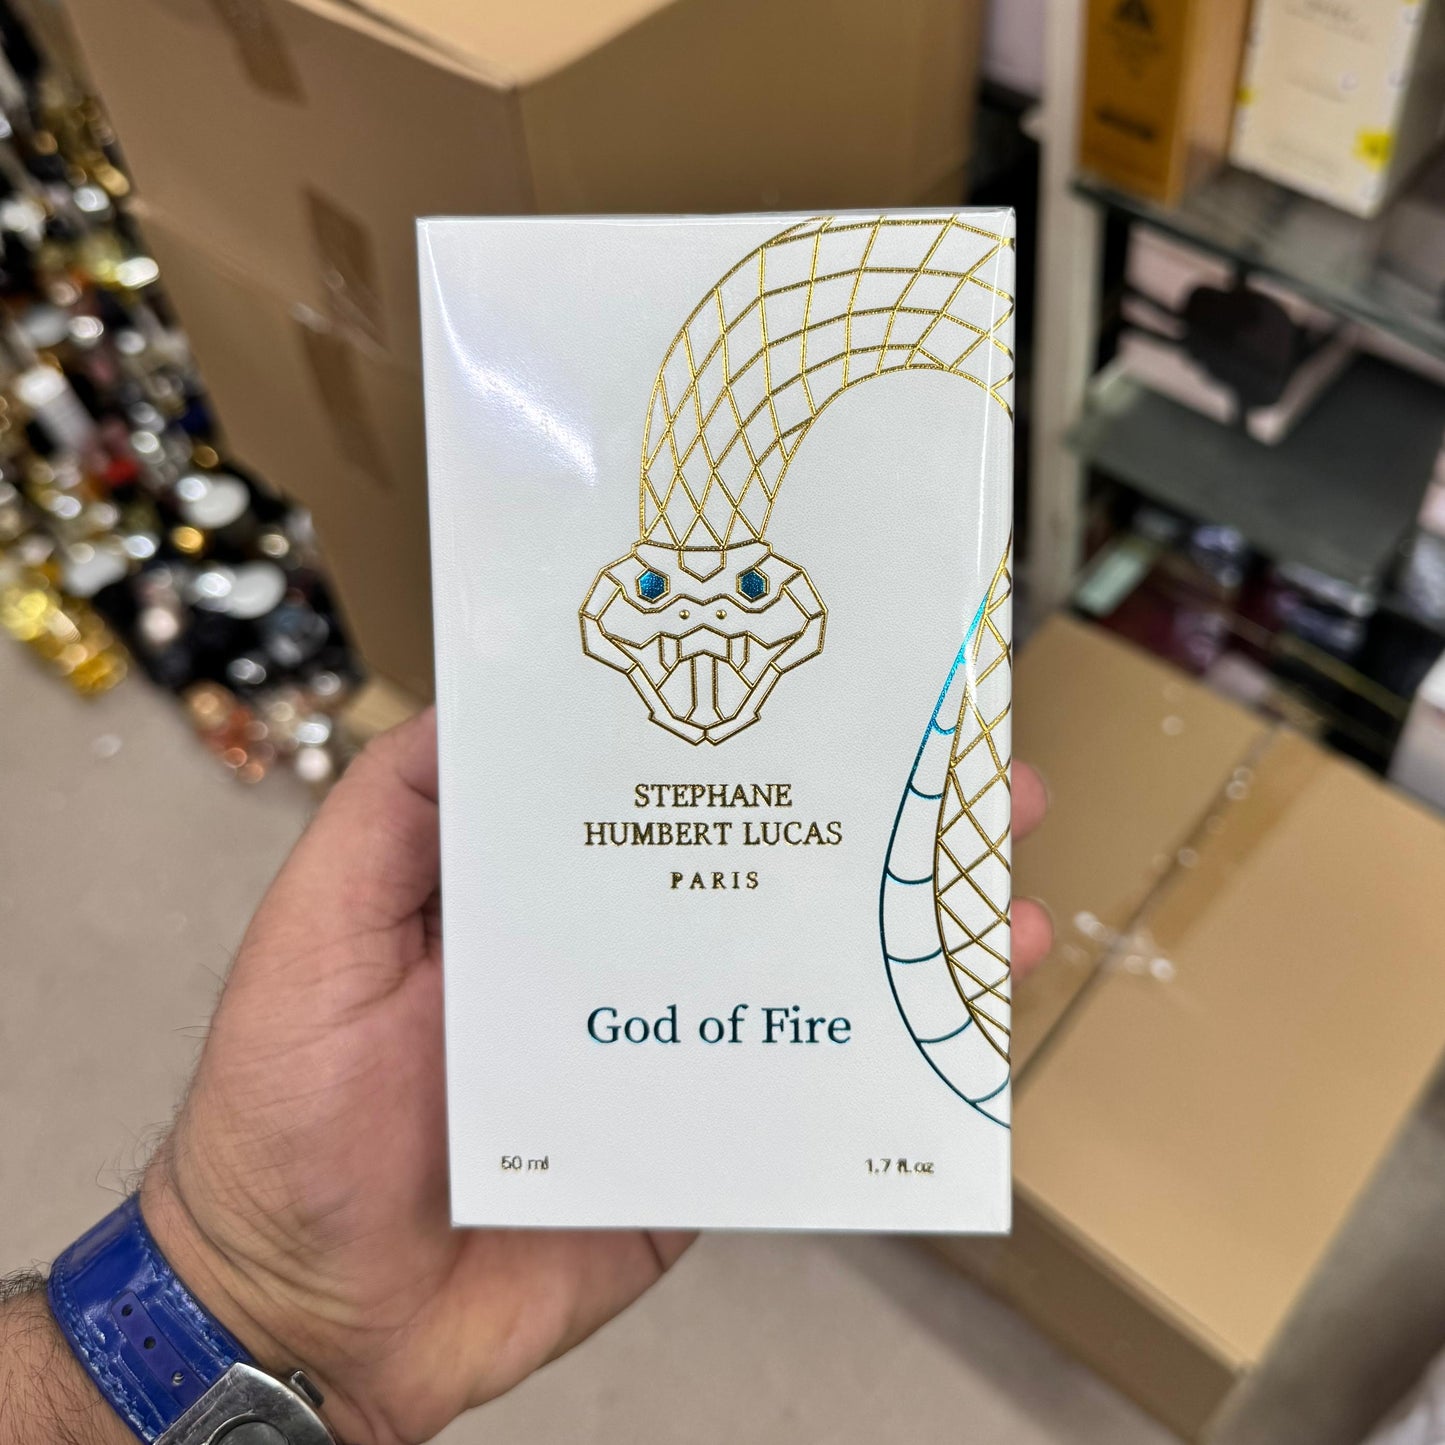 STEPHANE
HUMBERT LUCAS
PARIS
God of Fire
50 ml
1.7 fl.oz